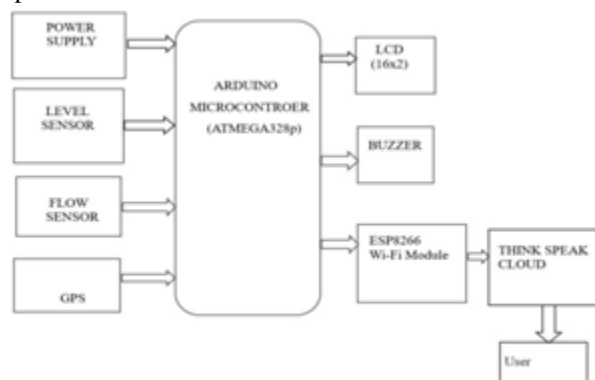 POWER
SUPPLY
LEVEL
SENSOR
FLOW
SENSOR
GPS
ARDUINO
MICROCONTROER
(ATMEGA328p)
LCD
(16x2)
BUZZER
ESP8266
Wi-Fi Module
THINK SPEAK
CLOUD
User